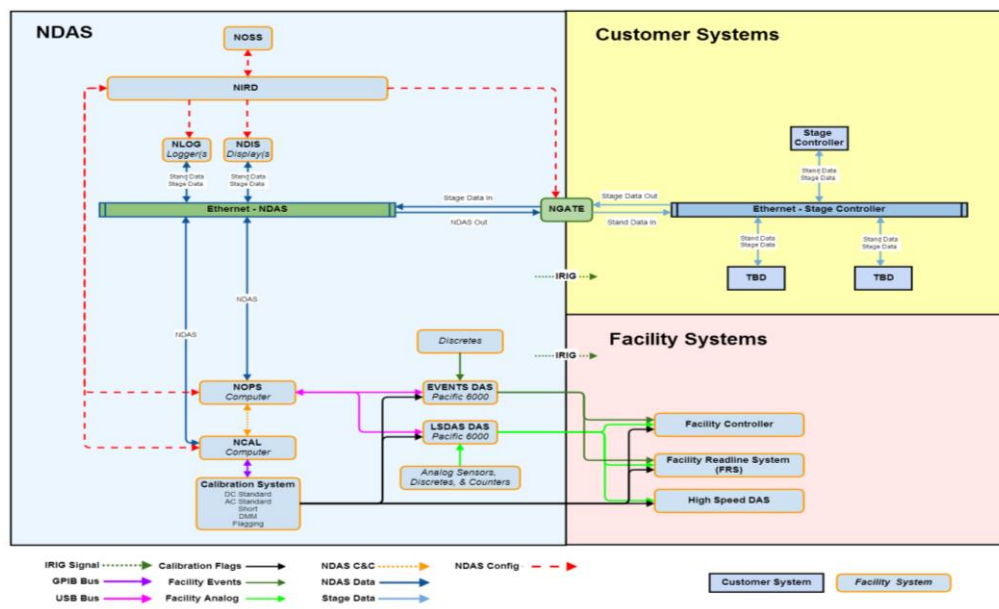 NDAS
Customer Systems
NOSS
NIRD
Stage
Controller
NLOG
Logger(s)
NDIS
Display(s
Stand Data
Stage Data
Stand Data
Stage Data
Stand Data
Stage Data
Ethernet - NDAS
Stage Data In
NDAS Out
NGATE
Stage Data Out
Stand Data In
Ethernet - Stage Controller
Stand Data
Stage Data
Stand Data
Stage Data
TBD
TBD
IRIG
NDAS
NDAS
Facility Systems
Discretes
IRIG
NOPS
Computer
EVENTS DAS
Pacific 6000
NCAL
Computer
LSDAS DAS
Pacific 6000
Facility Controller
Facility Readline System
(FRS)
Calibration System
DC Standard
AC Standard
Short
DMM
Flagging
Analog Sensors,
Discretes, & Counters
High Speed DAS
IRIG Signal
Calibration Flags
NDAS C&C
NDAS Config
GPIB Bus
Facility Events
NDAS Data
USB Bus
Facility Analog
Stage Data
Customer System
Facility System